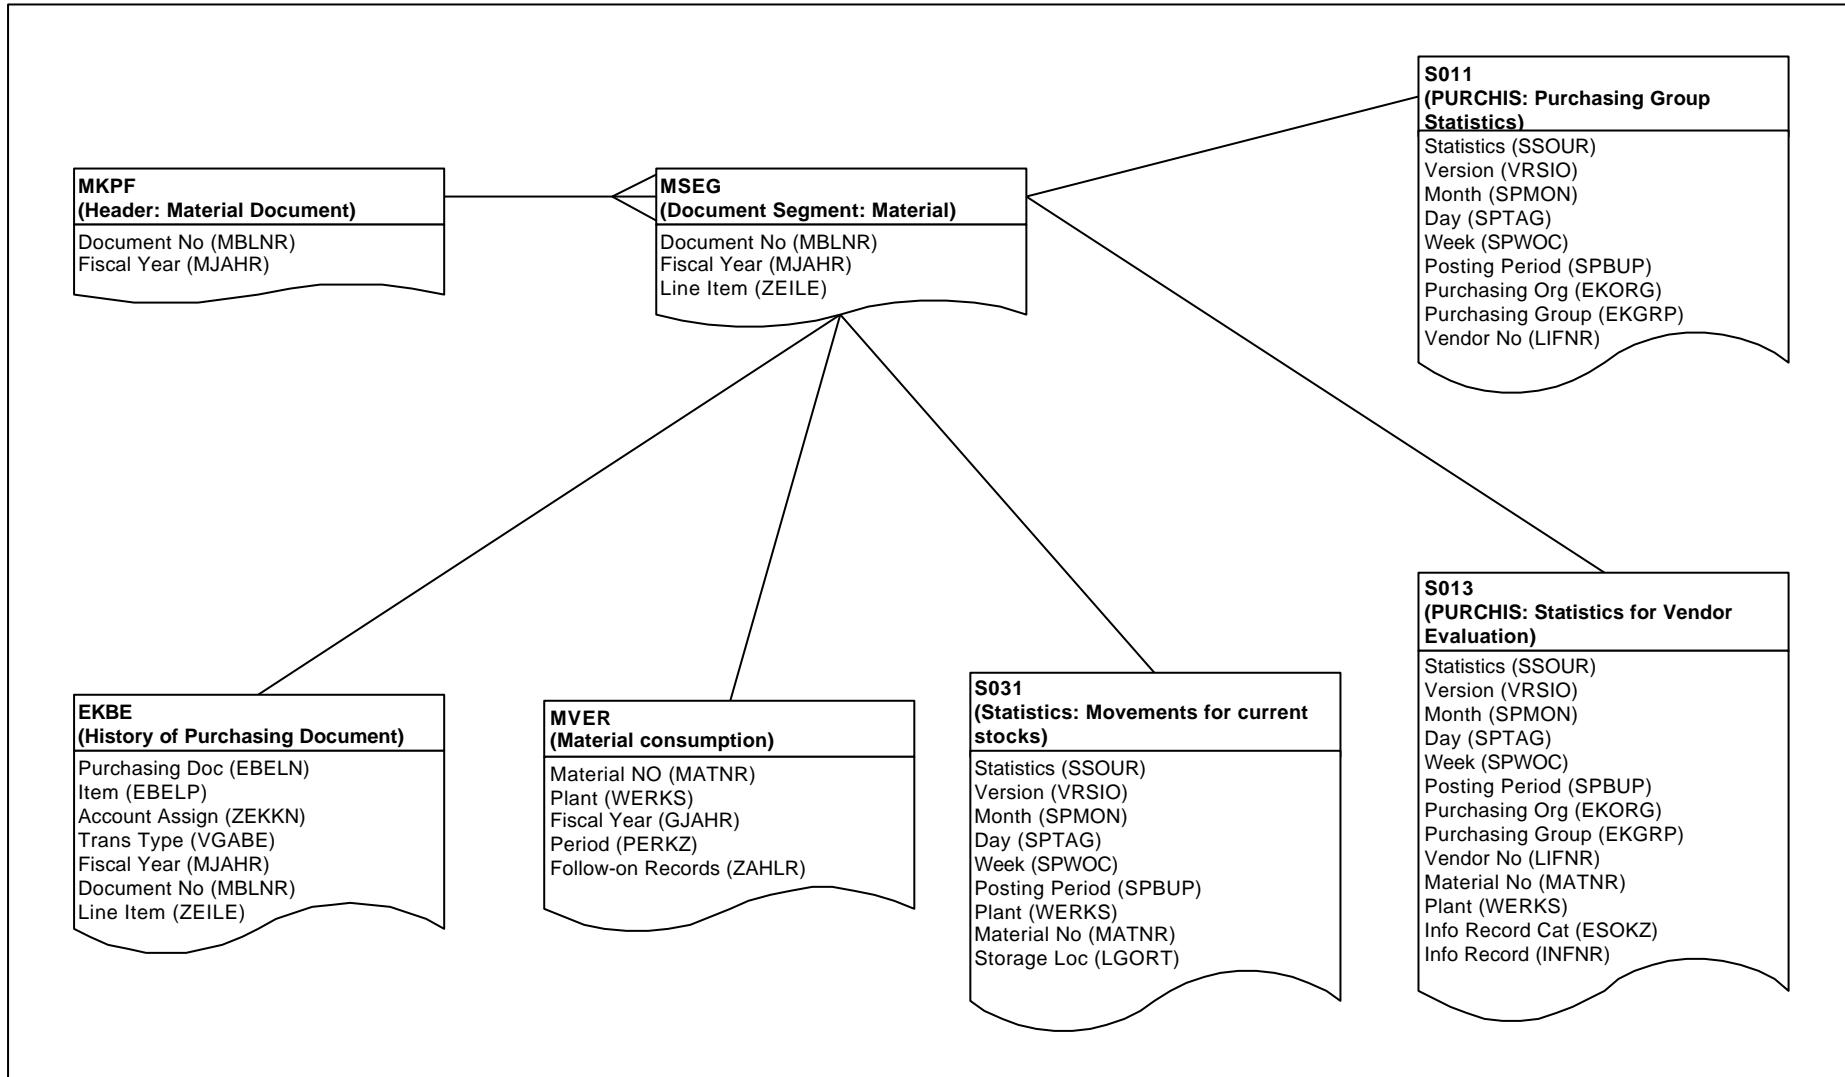 MKPF
(Header: Material Document)
Document No (MBLNR)
Fiscal Year (MJAHR)
MSEG
(Document Segment: Material)
Document No (MBLNR)
Fiscal Year (MJAHR)
Line Item (ZEILE)
S011
(PURCHIS: Purchasing Group
Statistics)
Statistics (SSOUR)
Version (VRSIO)
Month (SPMON)
Day (SPTAG)
Week (SPWOC)
Posting Period (SPBUP)
Purchasing Org (EKORG)
Purchasing Group (EKGRP)
Vendor No (LIFNR)
EKBE
(History of Purchasing Document)
Purchasing Doc (EBELN)
Item (EBELP)
Account Assign (ZEKKN)
Trans Type (VGABE)
Fiscal Year (MJAHR)
Document No (MBLNR)
Line Item (ZEILE)
MVER
(Material consumption)
Material NO (MATNR)
Plant (WERKS)
Fiscal Year (GJAHR)
Period (PERKZ)
Follow-on Records (ZAHLR)
S031
(Statistics: Movements for current
stocks)
Statistics (SSOUR)
Version (VRSIO)
Month (SPMON)
Day (SPTAG)
Week (SPWOC)
Posting Period (SPBUP)
Plant (WERKS)
Material No (MATNR)
Storage Loc (LGORT)
S013
(PURCHIS: Statistics for Vendor
Evaluation)
Statistics (SSOUR)
Version (VRSIO)
Month (SPMON)
Day (SPTAG)
Week (SPWOC)
Posting Period (SPBUP)
Purchasing Org (EKORG)
Purchasing Group (EKGRP)
Vendor No (LIFNR)
Material No (MATNR)
Plant (WERKS)
Info Record Cat (ESOKZ)
Info Record (INFNR)